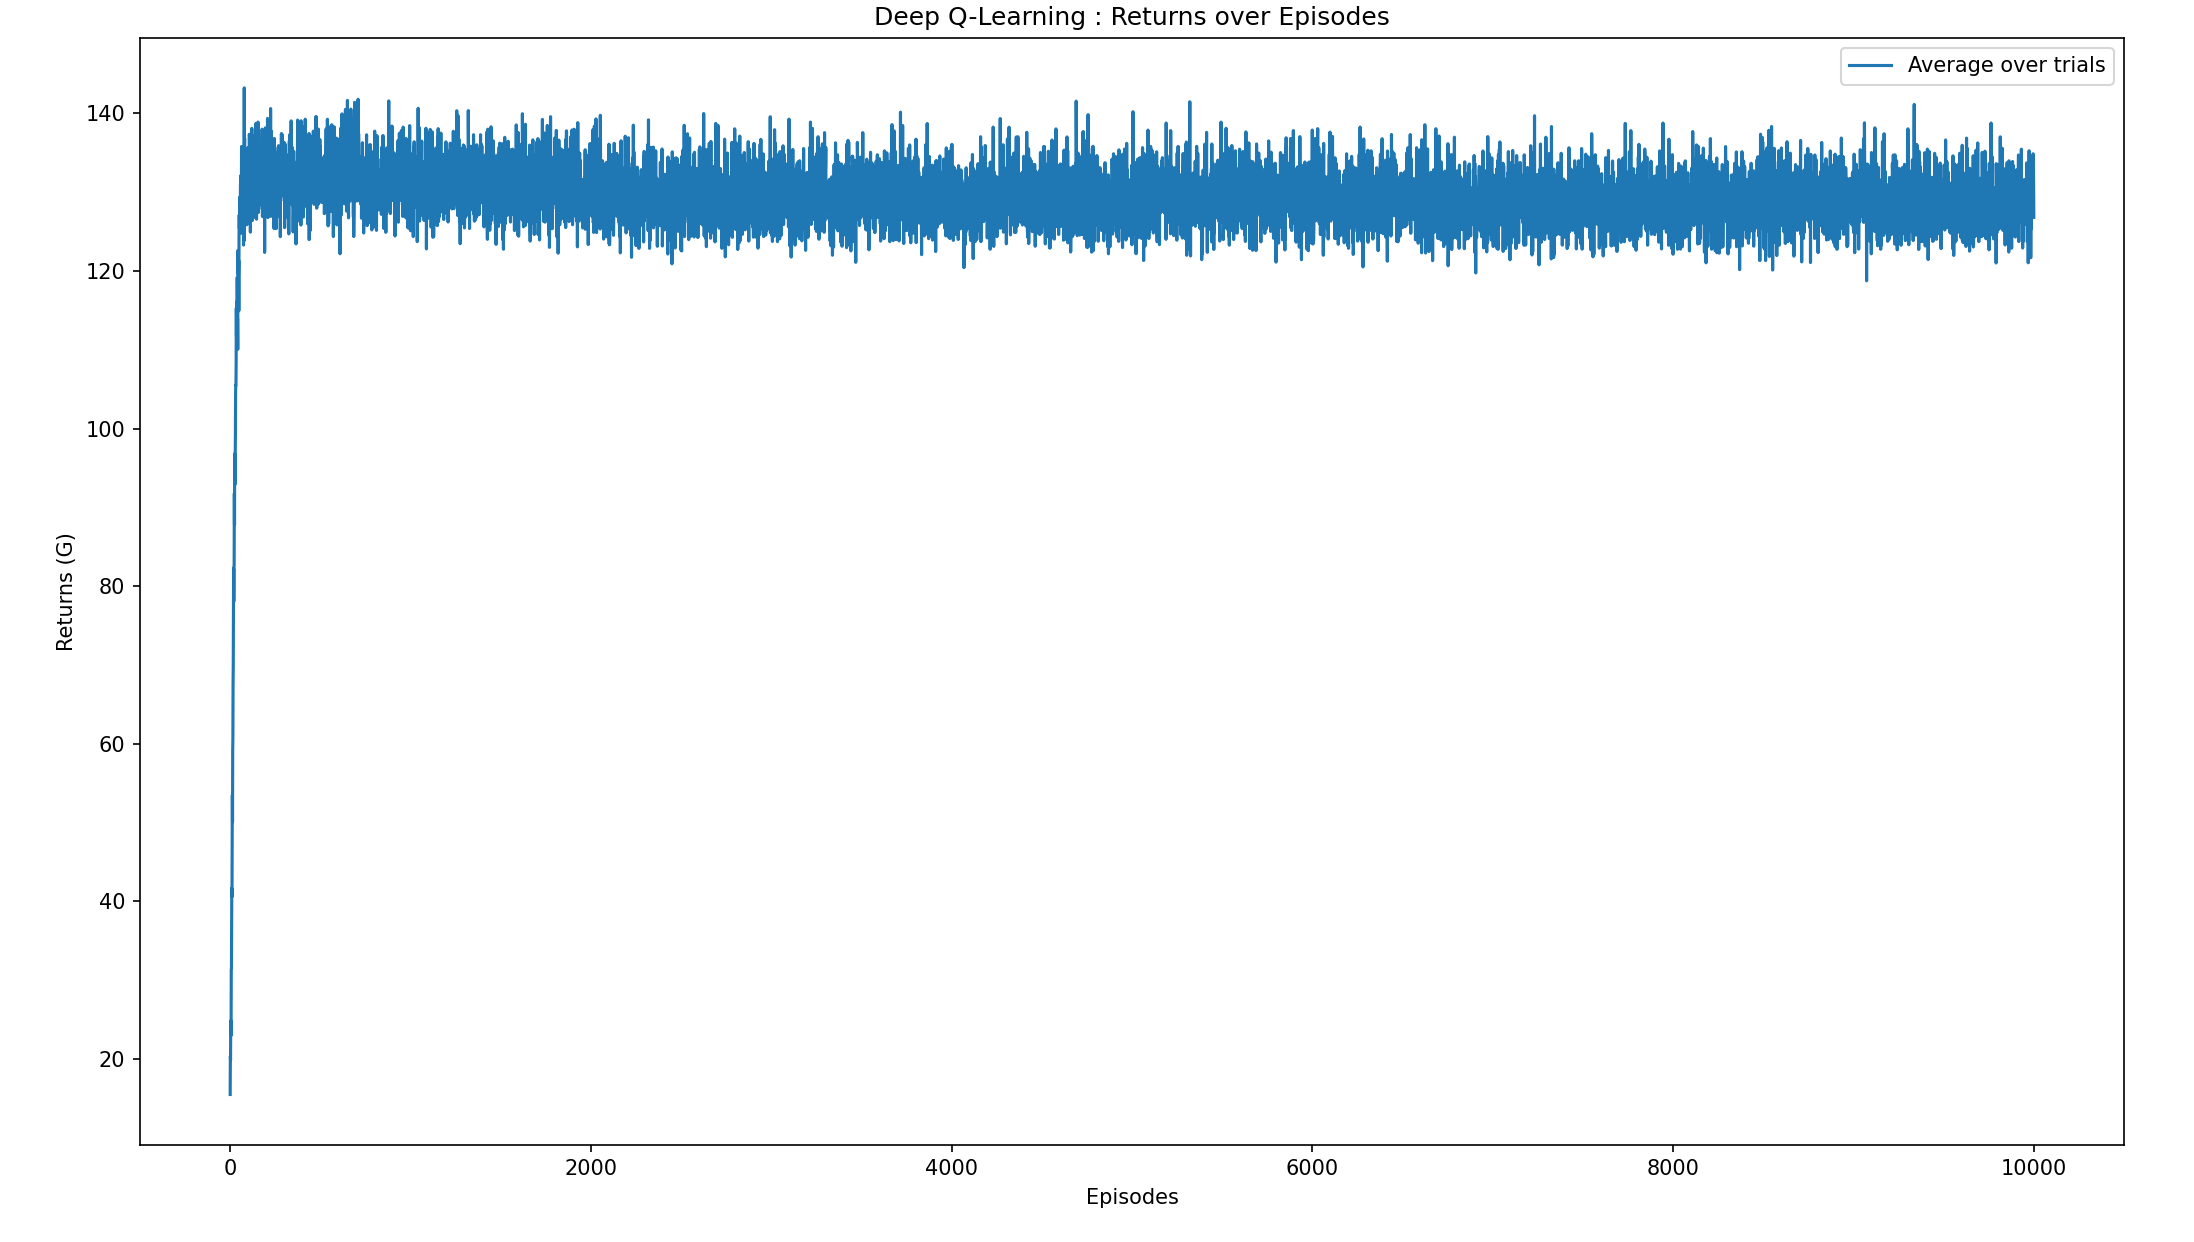 Deep Q-Learning : Returns over Episodes
Average over trials
140
120
100
80
60
40
20
Returns (G)
0 2000 4000 6000 8000 10000
Episodes